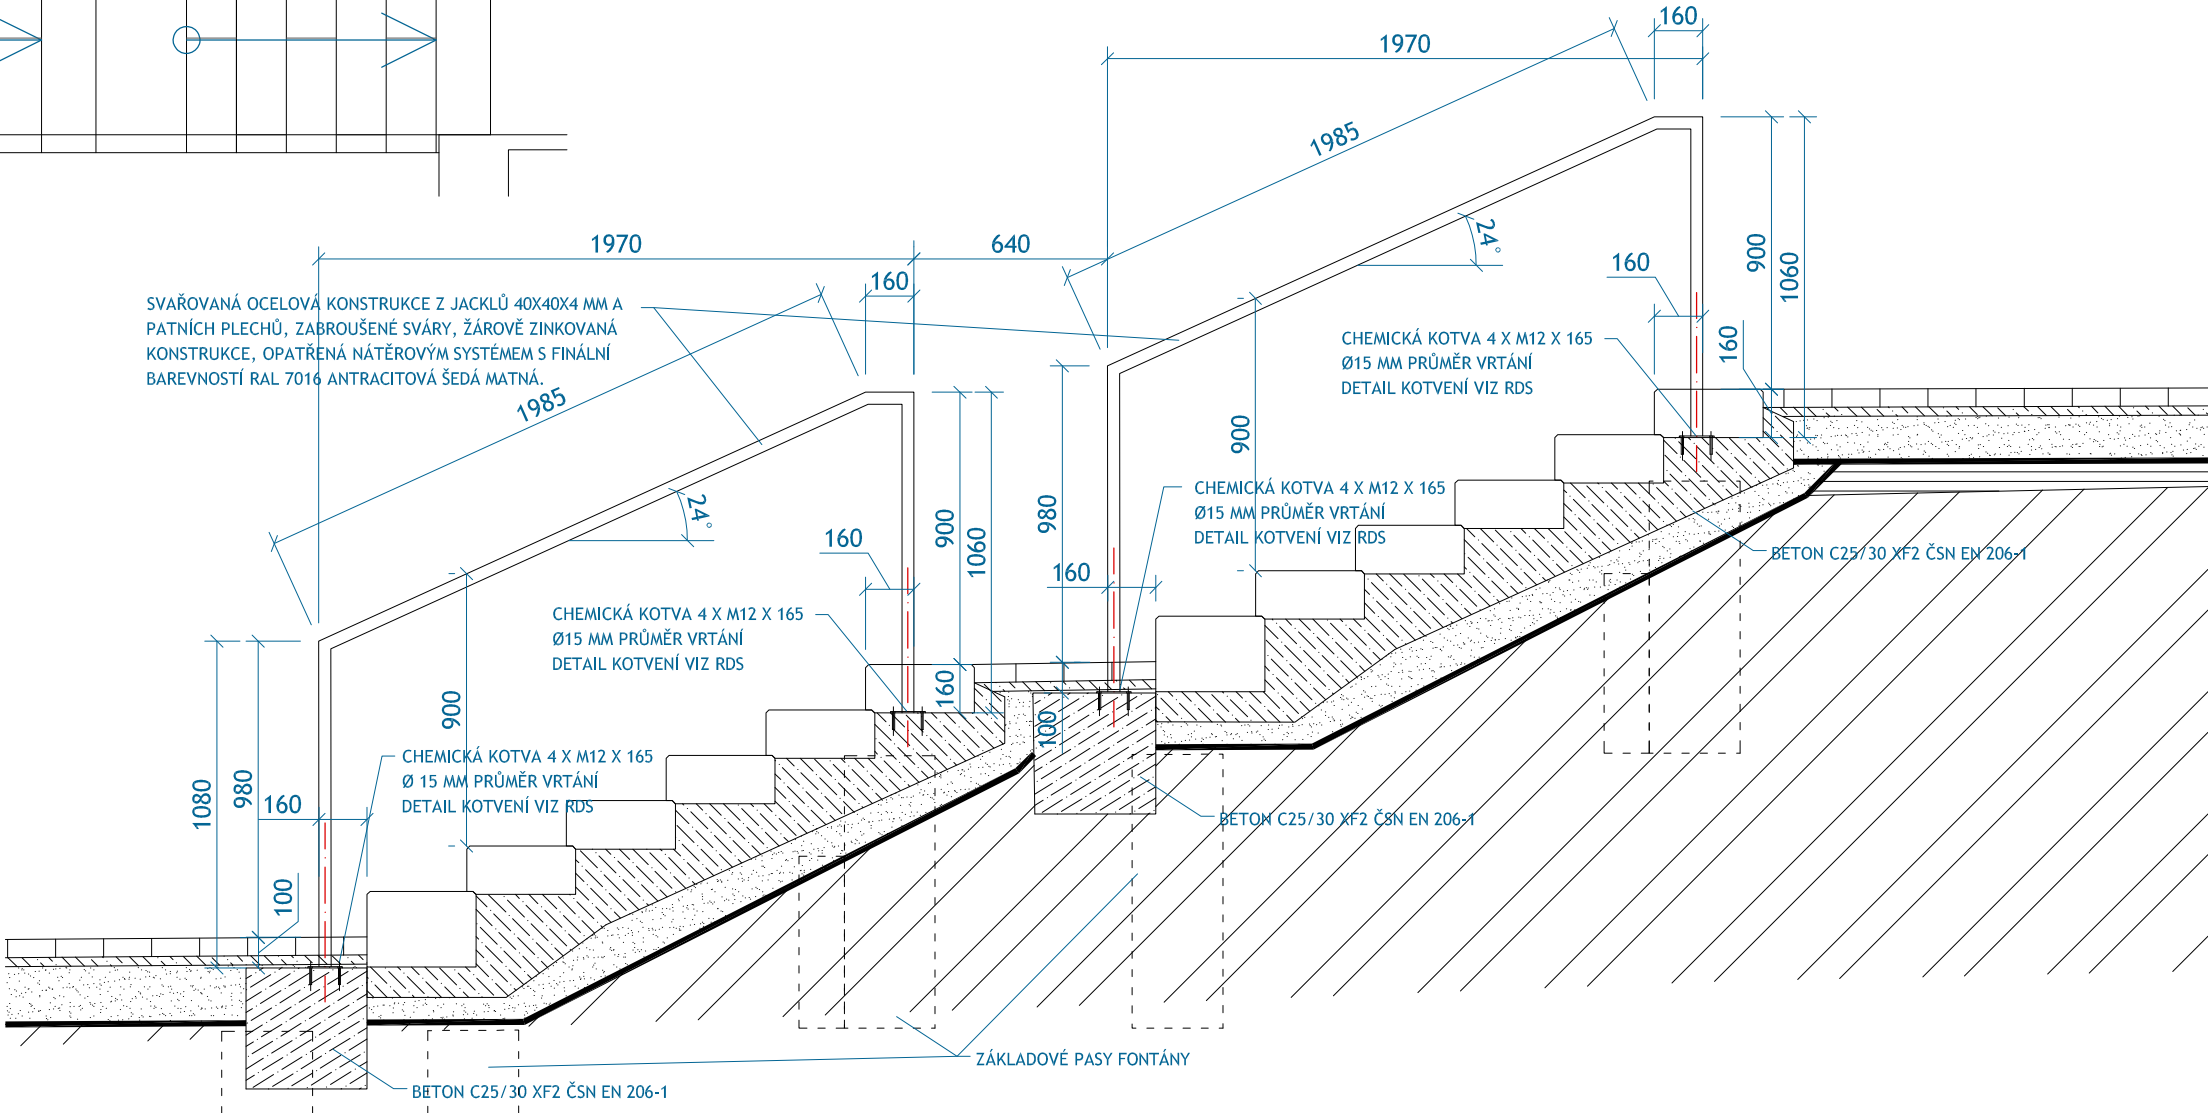 160
1970
1985
24°
900
1060
160
160
1970
640
160
SVAŘOVANÁ OCELOVÁ KONSTRUKCE Z JACKLŮ 40X40X4 MM A
PATNÍCH PLECHŮ, ZABROUŠENÉ SVÁRY, ŽÁROVĚ ZINKOVANÁ
KONSTRUKCE, OPATŘENÁ NÁTĚROVÝM SYSTÉMEM S FINÁLNÍ
BAREVNOSTÍ RAL 7016 ANTRACITOVÁ ŠEDÁ MATNÁ.
1985
CHEMICKÁ KOTVA 4 X M12 X 165
Ø15 MM PRŮMĚR VRTÁNÍ
DETAIL KOTVENÍ VIZ RDS
900
980
CHEMICKÁ KOTVA 4 X M12 X 165
Ø15 MM PRŮMĚR VRTÁNÍ
DETAIL KOTVENÍ VIZ RDS
24°
160
900
1060
160
BETON C25/30 XF2 ČSN EN 206-1
CHEMICKÁ KOTVA 4 X M12 X 165
Ø15 MM PRŮMĚR VRTÁNÍ
DETAIL KOTVENÍ VIZ RDS
160
100
900
CHEMICKÁ KOTVA 4 X M12 X 165
Ø 15 MM PRŮMĚR VRTÁNÍ
DETAIL KOTVENÍ VIZ RDS
1080
980
160
100
BETON C25/30 XF2 ČSN EN 206-1
ZÁKLADOVÉ PASY FONTÁNY
BETON C25/30 XF2 ČSN EN 206-1